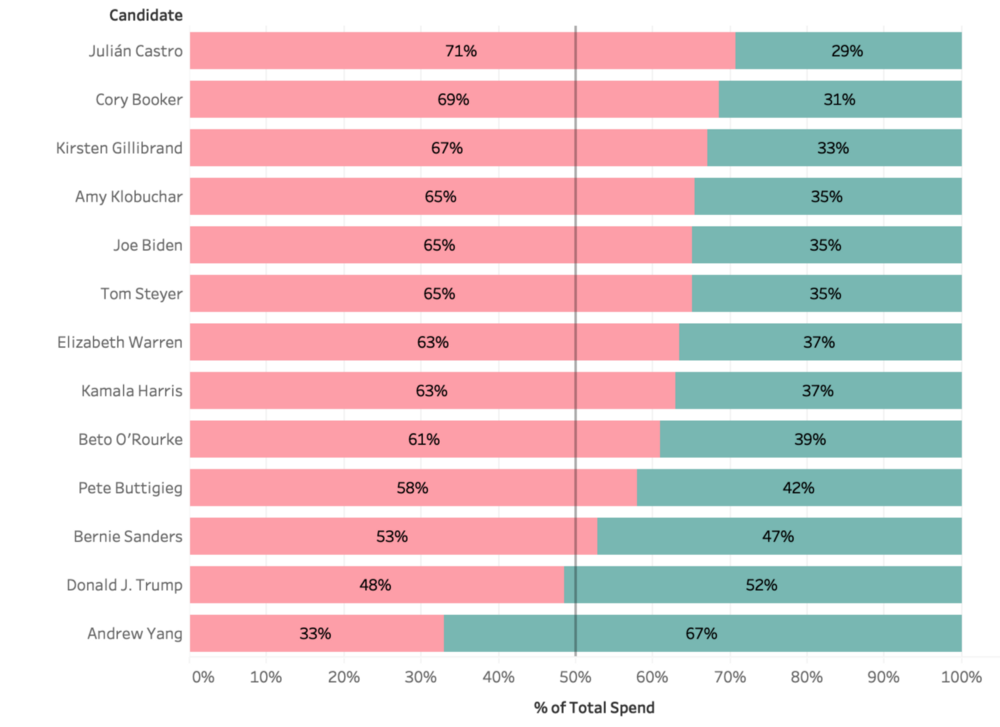 Candidate
Julián Castro 71% 29%
Cory Booker 69% 31%
Kirsten Gillibrand 67% 33%
Amy Klobuchar 65% 35%
Joe Biden 65% 35%
Tom Steyer 65% 35%
Elizabeth Warren 63% 37%
Kamala Harris 63% 37%
Beto O’Rourke 61% 39%
Pete Buttigieg 58% 42%
Bernie Sanders 53% 47%
Donald J. Trump 48% 52%
Andrew Yang 33% 67%
0% 10% 20% 30% 40% 50% 60% 70% 80% 90% 100%
% of Total Spend